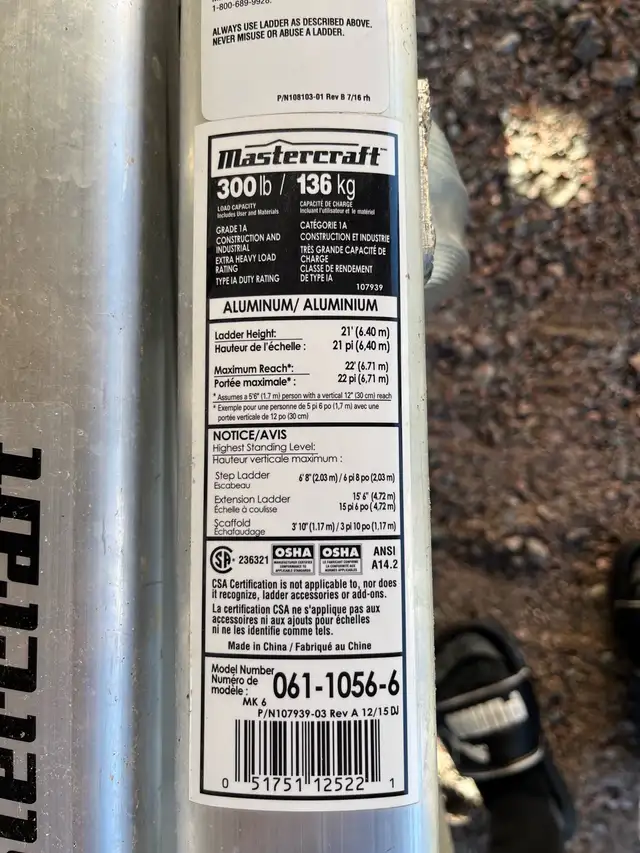 1-800-689-9928.
ALWAYS USE LADDER AS DESCRIBED ABOVE.
NEVER MISUSE OR ABUSE A LADDER.
P/N108103-01 Rev B 7/16 rh
Mastercraft
300 lb / 136 kg
LOAD CAPACITY
Includes User and Materials
CAPACITÉ DE CHARGE
Incluant l'utilisateur et le matériel
GRADE 1A
CONSTRUCTION AND
INDUSTRIAL
EXTRA HEAVY LOAD
RATING
TYPE IA DUTY RATING
CATÉGORIE 1A
CONSTRUCTION ET INDUSTRIE
TRÈS GRANDE CAPACITÉ DE
CHARGE
CLASSE DE RENDEMENT
DE TYPE IA
107939
ALUMINUM/ ALUMINIUM
Ladder Height: 21' (6.40 m)
Hauteur de l'échelle : 21 pi (6,40 m)
Maximum Reach*: 22' (6.71 m)
Portée maximale* : 22 pi (6,71 m)
* Assumes a 5'6" (1.7 m) person with a vertical 12" (30 cm) reach
* Exemple pour une personne de 5 pi 6 po (1,7 m) avec une
portée verticale de 12 po (30 cm)
NOTICE/AVIS
Highest Standing Level:
Hauteur verticale maximum :
Step Ladder 6' 8" (2.03 m) / 6 pi 8 po (2,03 m)
Escabeau
Extension Ladder 15' 6" (4,72 m)
Échelle à coulisse 15 pi 6 po (4,72 m)
Scaffold 3' 10" (1.17 m) / 3 pi 10 po (1,17 m)
Échafaudage
SA 236321 OSHA OSHA ANSI
A14.2
CSA Certification is not applicable to, nor does
it recognize, ladder accessories or add-ons.
La certification CSA ne s'applique pas aux
accessoires ni aux ajouts pour échelles
ni ne les identifie comme tels.
Made in China / Fabriqué au Chine
Model Number
Numéro de
modèle : 061-1056-6
MK 6
P/N107939-03 Rev A 12/15 DJ
0 51751 12522 1